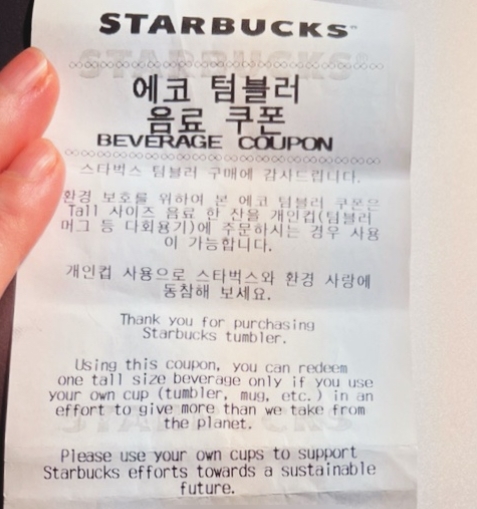 STARBUCKS™
에코 텀블러
음료 쿠폰
BEVERAGE COUPON
스타벅스 텀블러 구매에 감사드립니다.
환경 보호를 위하여 본 에코 텀블러 쿠폰은
Tall 사이즈 음료 한 잔을 개인컵(텀블러
머그 등 다회용기)에 주문하시는 경우 사용
이 가능합니다.
개인컵 사용으로 스타벅스와 환경 사랑에
동참해 보세요.
Thank you for purchasing
Starbucks tumbler.
Using this coupon, you can redeem
one tall size beverage only if you use
your own cup (tumbler, mug, etc.) in an
effort to give more than we take from
the planet.
Please use your own cups to support
Starbucks efforts towards a sustainable
future.